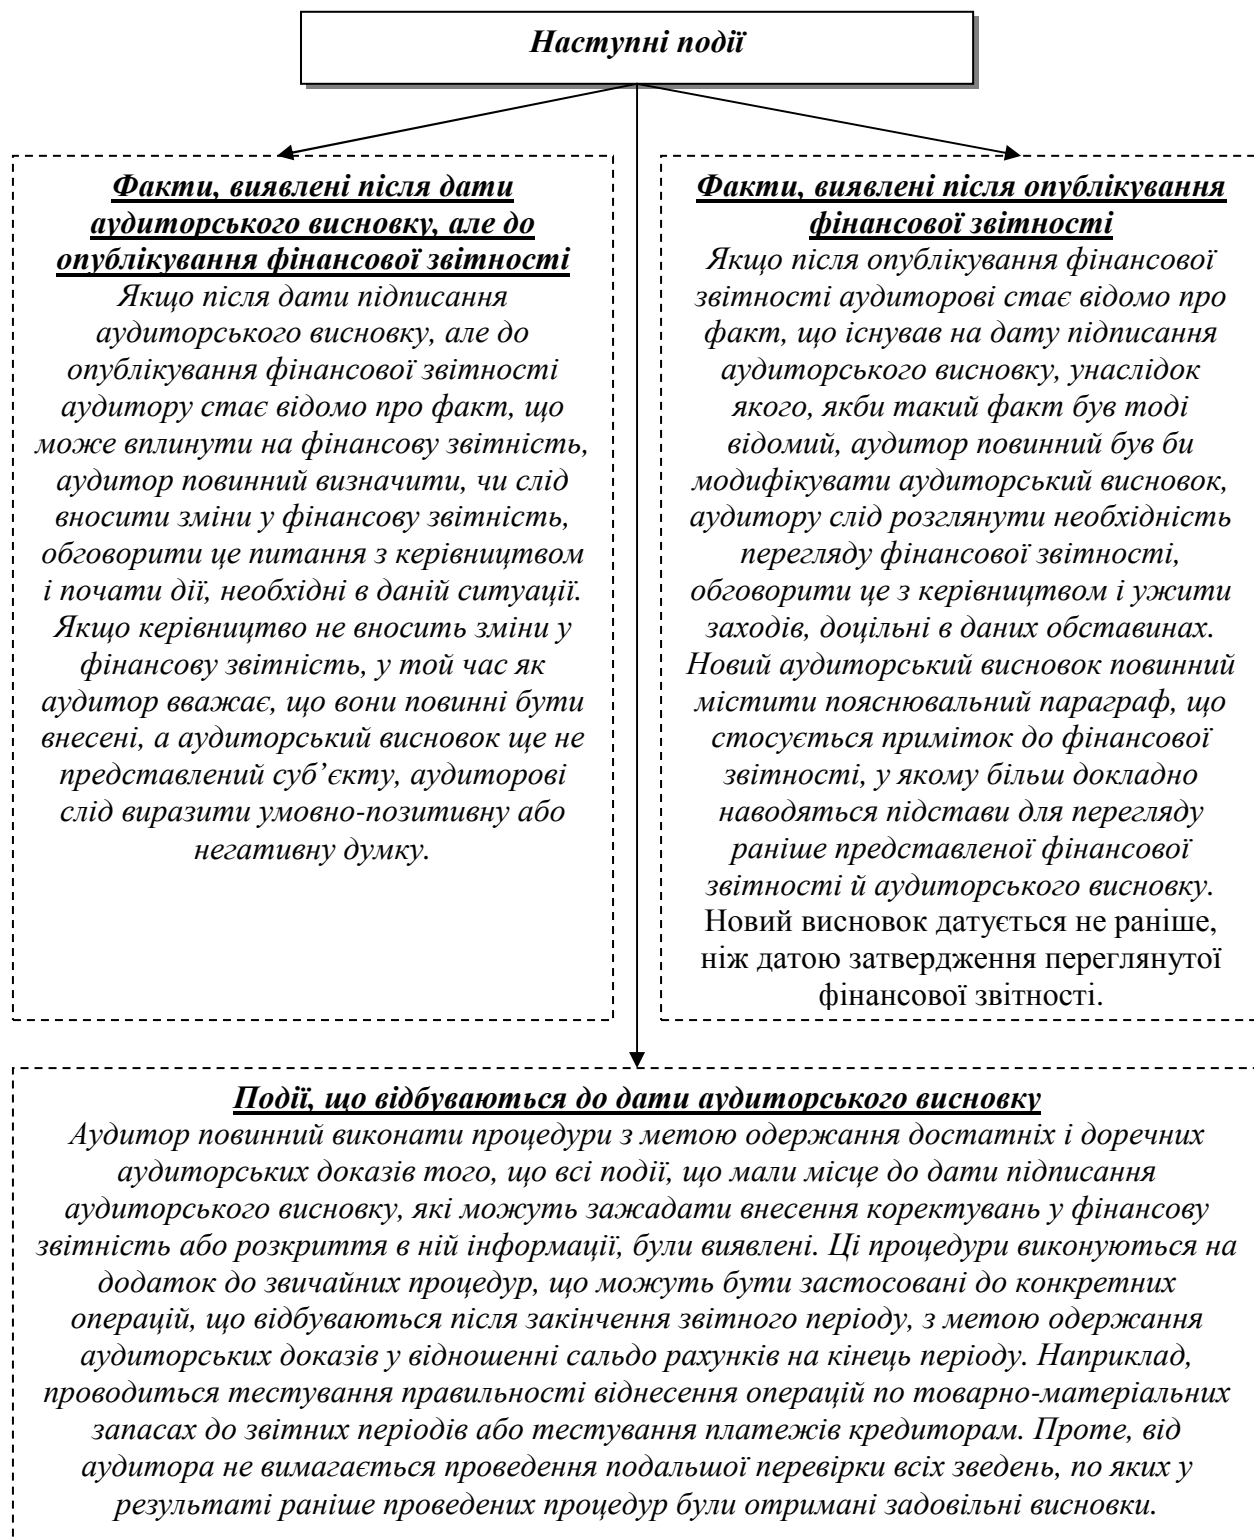 Наступні події
Факти, виявлені після дати
аудиторського висновку, але до
опублікування фінансової звітності
Якщо після дати підписання
аудиторського висновку, але до
опублікування фінансової звітності
аудитору стає відомо про факт, що
може вплинути на фінансову звітність,
аудитор повинний визначити, чи слід
вносити зміни у фінансову звітність,
обговорити це питання з керівництвом
і почати дії, необхідні в даній ситуації.
Якщо керівництво не вносить зміни у
фінансову звітність, у той час як
аудитор вважає, що вони повинні бути
внесені, а аудиторський висновок ще не
представлений суб’єкту, аудиторові
слід виразити умовно-позитивну або
негативну думку.
Факти, виявлені після опублікування
фінансової звітності
Якщо після опублікування фінансової
звітності аудиторові стає відомо про
факт, що існував на дату підписання
аудиторського висновку, унаслідок
якого, якби такий факт був тоді
відомий, аудитор повинний був би
модифікувати аудиторський висновок,
аудитору слід розглянути необхідність
перегляду фінансової звітності,
обговорити це з керівництвом і ужити
заходів, доцільні в даних обставинах.
Новий аудиторський висновок повинний
містити пояснювальний параграф, що
стосується приміток до фінансової
звітності, у якому більш докладно
наводяться підстави для перегляду
раніше представленої фінансової
звітності й аудиторського висновку.
Новий висновок датується не раніше,
ніж датою затвердження переглянутої
фінансової звітності.
Події, що відбуваються до дати аудиторського висновку
Аудитор повинний виконати процедури з метою одержання достатніх і доречних
аудиторських доказів того, що всі події, що мали місце до дати підписання
аудиторського висновку, які можуть зажадати внесення коректувань у фінансову
звітність або розкриття в ній інформації, були виявлені. Ці процедури виконуються на
додаток до звичайних процедур, що можуть бути застосовані до конкретних
операцій, що відбуваються після закінчення звітного періоду, з метою одержання
аудиторських доказів у відношенні сальдо рахунків на кінець періоду. Наприклад,
проводиться тестування правильності віднесення операцій по товарно-матеріальних
запасах до звітних періодів або тестування платежів кредиторам. Проте, від
аудитора не вимагається проведення подальшої перевірки всіх зведень, по яких у
результаті раніше проведених процедур були отримані задовільні висновки.